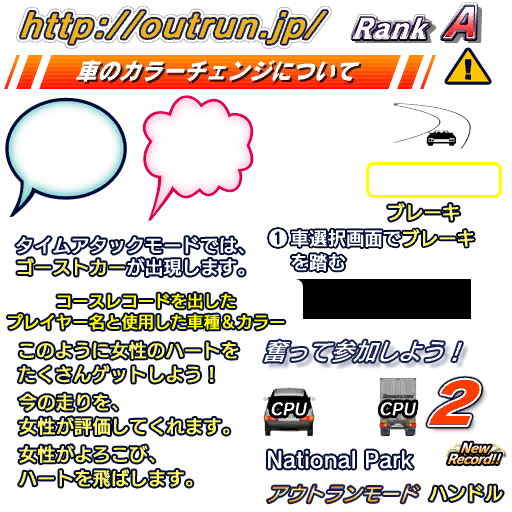 http://outrun.jp/
Rank A
車のカラーチェンジについて
ブレーキ
①車選択画面でブレーキ
を踏む
タイムアタックモードでは、
ゴーストカーが出現します。
コースレコードを出した
プレイヤー名と使用した車種&カラー
このように女性のハートを
たくさんゲットしよう!
今の走りを、
女性が評価してくれます。
女性がよろこび、
ハートを飛ばします。
奮って参加しよう!
CPU
CPU
2
National Park
New
Record!!
アウトランモード
ハンドル